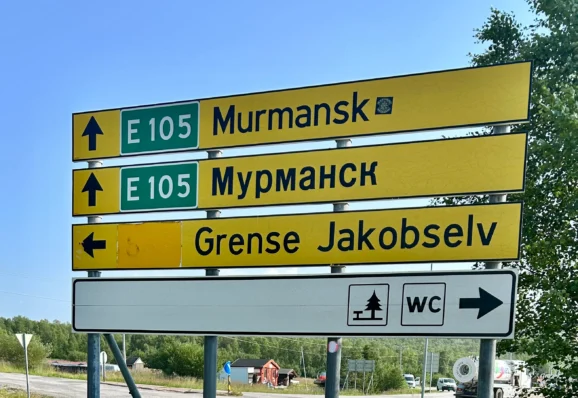 E 105 Murmansk
E 105 Мурманск
Grense Jakobselv
WC